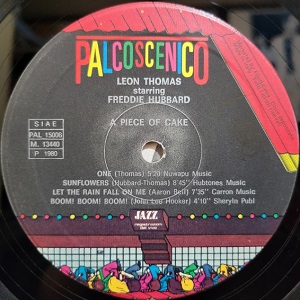 PALCOSCENICO
LEON THOMAS
starring
FREDDIE HUBBARD
SIAE
PAL 15006
M. 13440
P 1980
A PIECE OF CAKE
ONE (Thomas) 5'20 Nuwapu Music
SUNFLOWERS (Hubbard-Thomas) 8'45" Hubtones Music
LET THE RAIN FALL ON ME (Aaron Bell) 7'35" Carron Music
BOOM! BOOM! BOOM! (John Lee Hooker) 4'10" Sheryln Publ
JAZZ